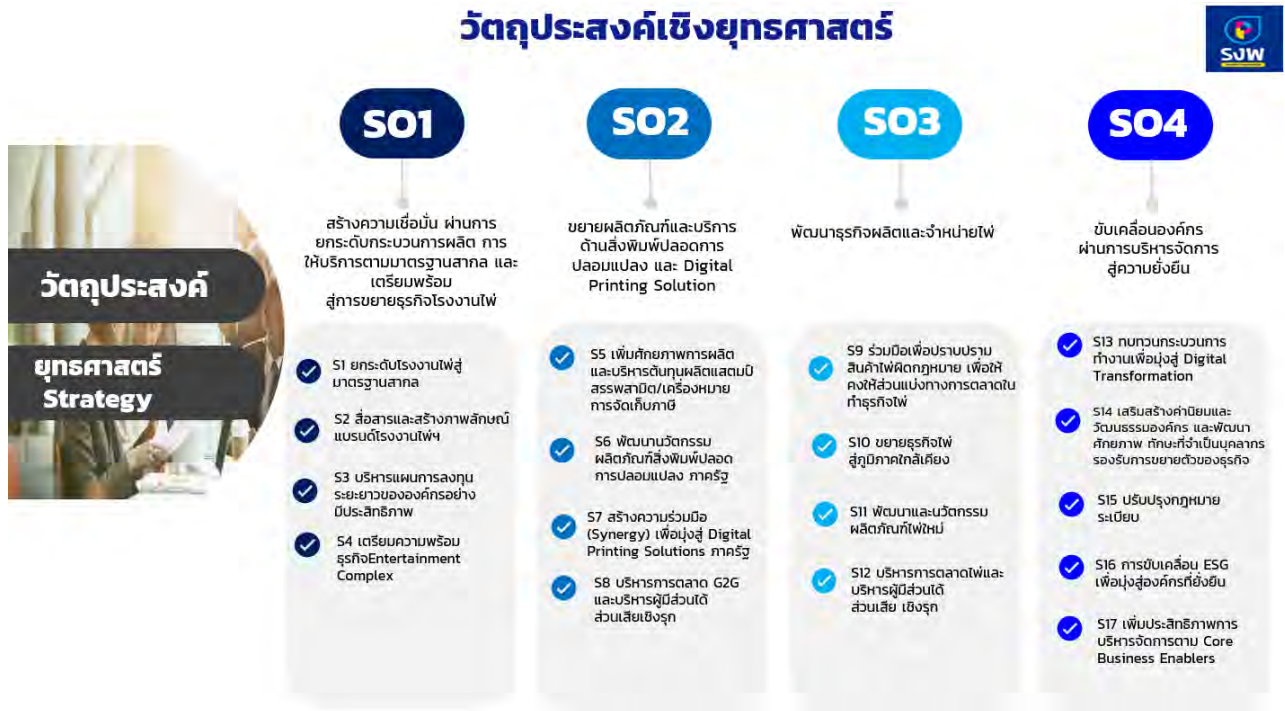 วัตถุประสงค์เชิงยุทธศาสตร์
รงพ
วัตถุประสงค์
ยุทธศาสตร์
Strategy
SO1
สร้างความเชื่อมั่น ผ่านการ
ยกระดับกระบวนการผลิต การ
ให้บริการตามมาตรฐานสากล และ
เตรียมพร้อม
สู่การขยายธุรกิจโรงงานไพ่
S1 ยกระดับโรงงานไพ่สู่
มาตรฐานสากล
S2 สื่อสารและสร้างภาพลักษณ์
แบรนด์โรงงานไพ่ฯ
S3 บริหารแผนการลงทุน
ระยะยาวขององค์กรอย่าง
มีประสิทธิภาพ
S4 เตรียมความพร้อม
ธุรกิจEntertainment
Complex
SO2
ขยายผลิตภัณฑ์และบริการ
ด้านสิ่งพิมพ์ปลอดการ
ปลอมแปลง และ Digital
Printing Solution
S5 เพิ่มศักยภาพการผลิต
และบริหารต้นทุนผลิตแสตมป์
สรรพสามิต/เครื่องหมาย
การจัดเก็บภาษี
S6 พัฒนานวัตกรรม
ผลิตภัณฑ์สิ่งพิมพ์ปลอด
การปลอมแปลง ภาครัฐ
S7 สร้างความร่วมมือ
(Synergy) เพื่อมุ่งสู่ Digital
Printing Solutions ภาครัฐ
S8 บริหารการตลาด G2G
และบริหารผู้มีส่วนได้
ส่วนเสียเชิงรุก
SO3
พัฒนาธุรกิจผลิตและจำหน่ายไพ่
S9 ร่วมมือเพื่อปราบปราม
สินค้าไพ่ผิดกฎหมาย เพื่อให้
คงให้ส่วนแบ่งทางการตลาดใน
ทำธุรกิจไพ่
S10 ขยายธุรกิจไพ่
สู่ภูมิภาคใกล้เคียง
S11 พัฒนาและนวัตกรรม
ผลิตภัณฑ์ไพ่ใหม่
S12 บริหารการตลาดไพ่และ
บริหารผู้มีส่วนได้
ส่วนเสีย เชิงรุก
SO4
ขับเคลื่อนองค์กร
ผ่านการบริหารจัดการ
สู่ความยั่งยืน
S13 ทบทวนกระบวนการ
ทำงานเพื่อมุ่งสู่ Digital
Transformation
S14 เสริมสร้างค่านิยมและ
วัฒนธรรมองค์กร และพัฒนา
ศักยภาพ ทักษะที่จำเป็นบุคลากร
รองรับการขยายตัวของธุรกิจ
S15 ปรับปรุงกฎหมาย
ระเบียบ
S16 การขับเคลื่อน ESG
เพื่อมุ่งสู่องค์กรที่ยั่งยืน
S17 เพิ่มประสิทธิภาพการ
บริหารจัดการตาม Core
Business Enablers